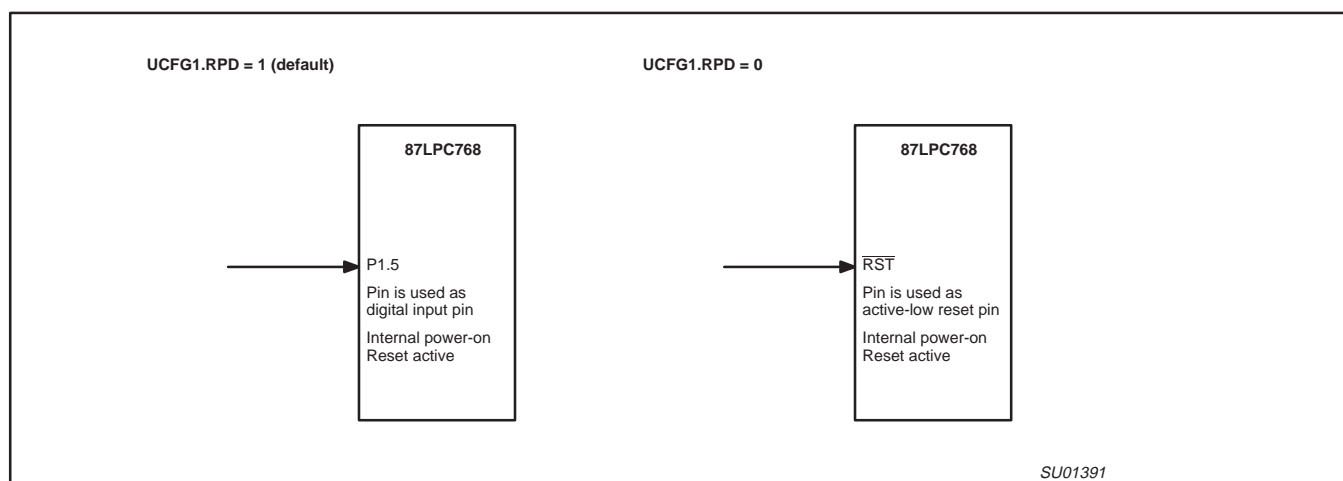 UCFG1.RPD = 1 (default)
87LPC768
P1.5
Pin is used as
digital input pin
Internal power-on
Reset active
UCFG1.RPD = 0
87LPC768
R̅S̅T̅
Pin is used as
active-low reset pin
Internal power-on
Reset active
SU01391